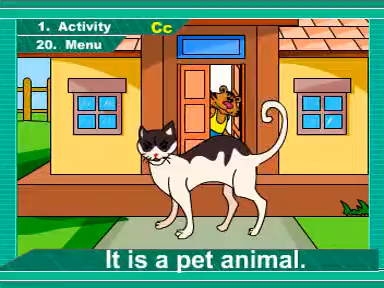 1. Activity
Cc
20. Menu
It is a pet animal.